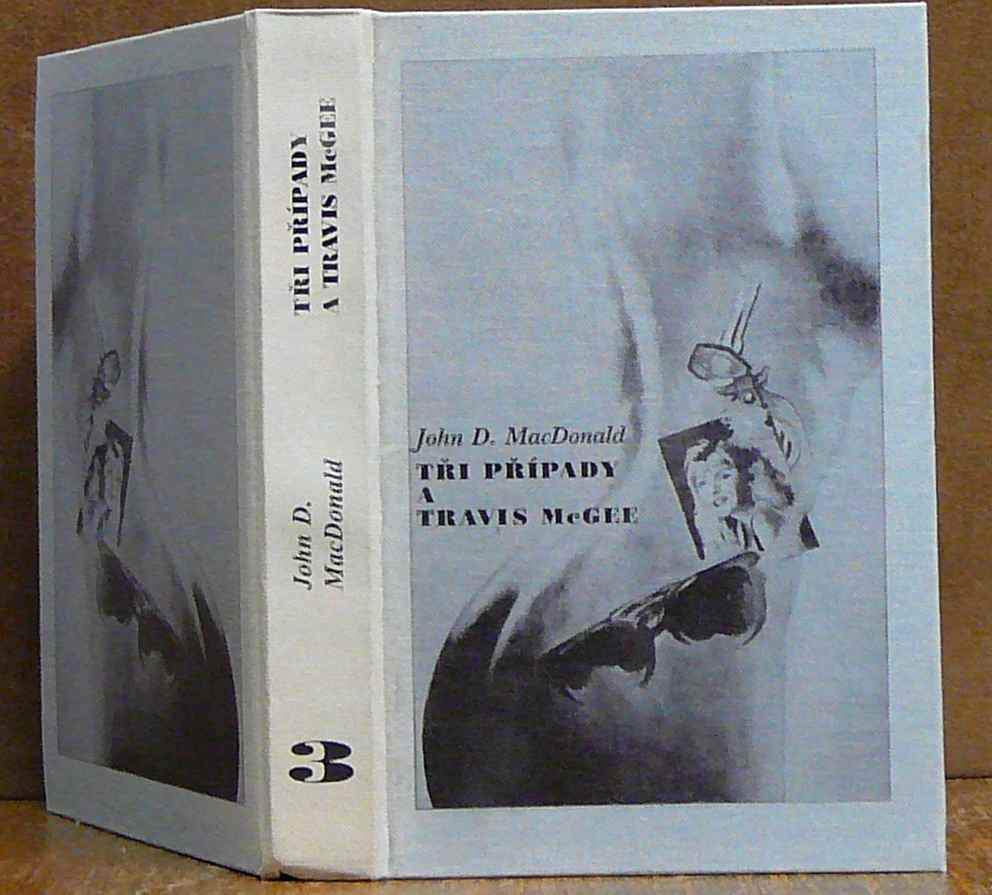 TŘI PŘÍPADY
A TRAVIS McGEE
John D.
MacDonald
3
John D. MacDonald
TŘI PŘÍPADY
A
TRAVIS McGEE